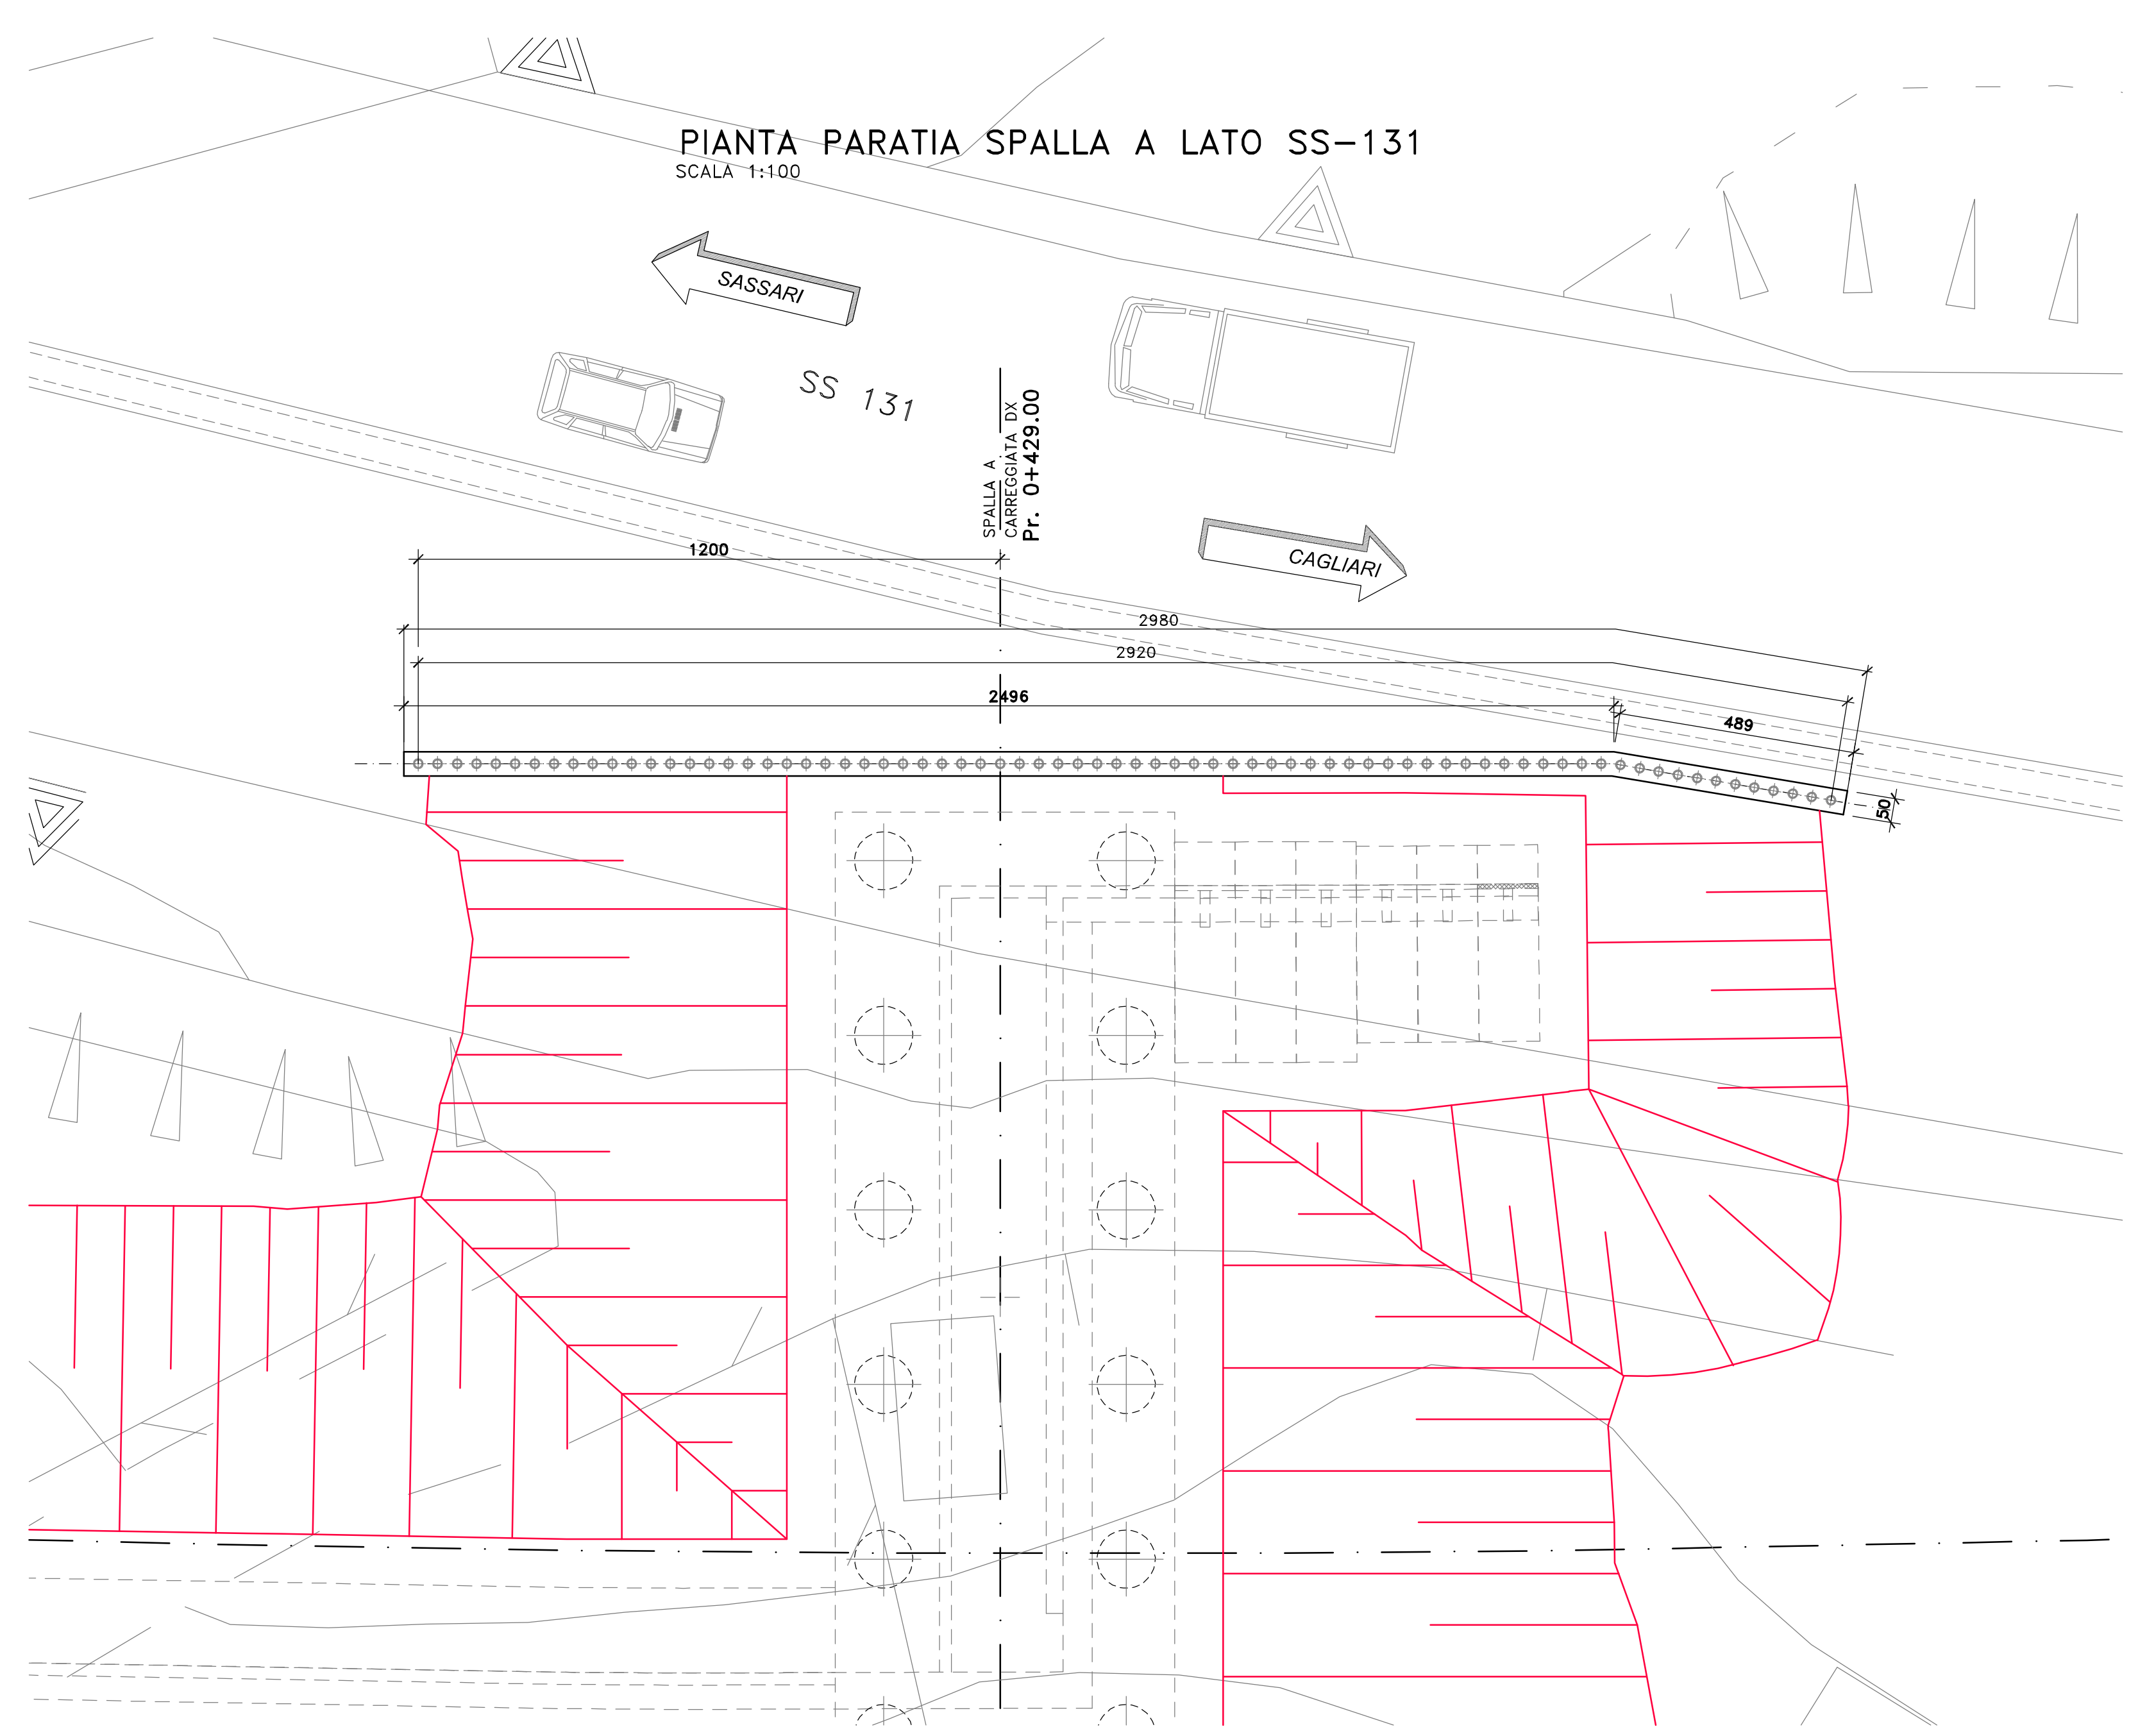 PIANTA PARATIA SPALLA A LATO SS-131
SCALA 1:100
SASSARI
SS 131
SPALLA A
CARREGGIATA DX
Pr. 0+429.00
CAGLIARI
1200
2980
2920
2496
489
50